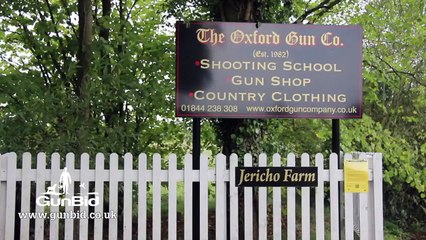 The Oxford Gun Co.
(Est. 1982)
• Shooting School
• Gun Shop
• Country Clothing
01844 238 308 www.oxfordguncompany.co.uk
Jericho Farm
GunBid
www.gunbid.co.uk